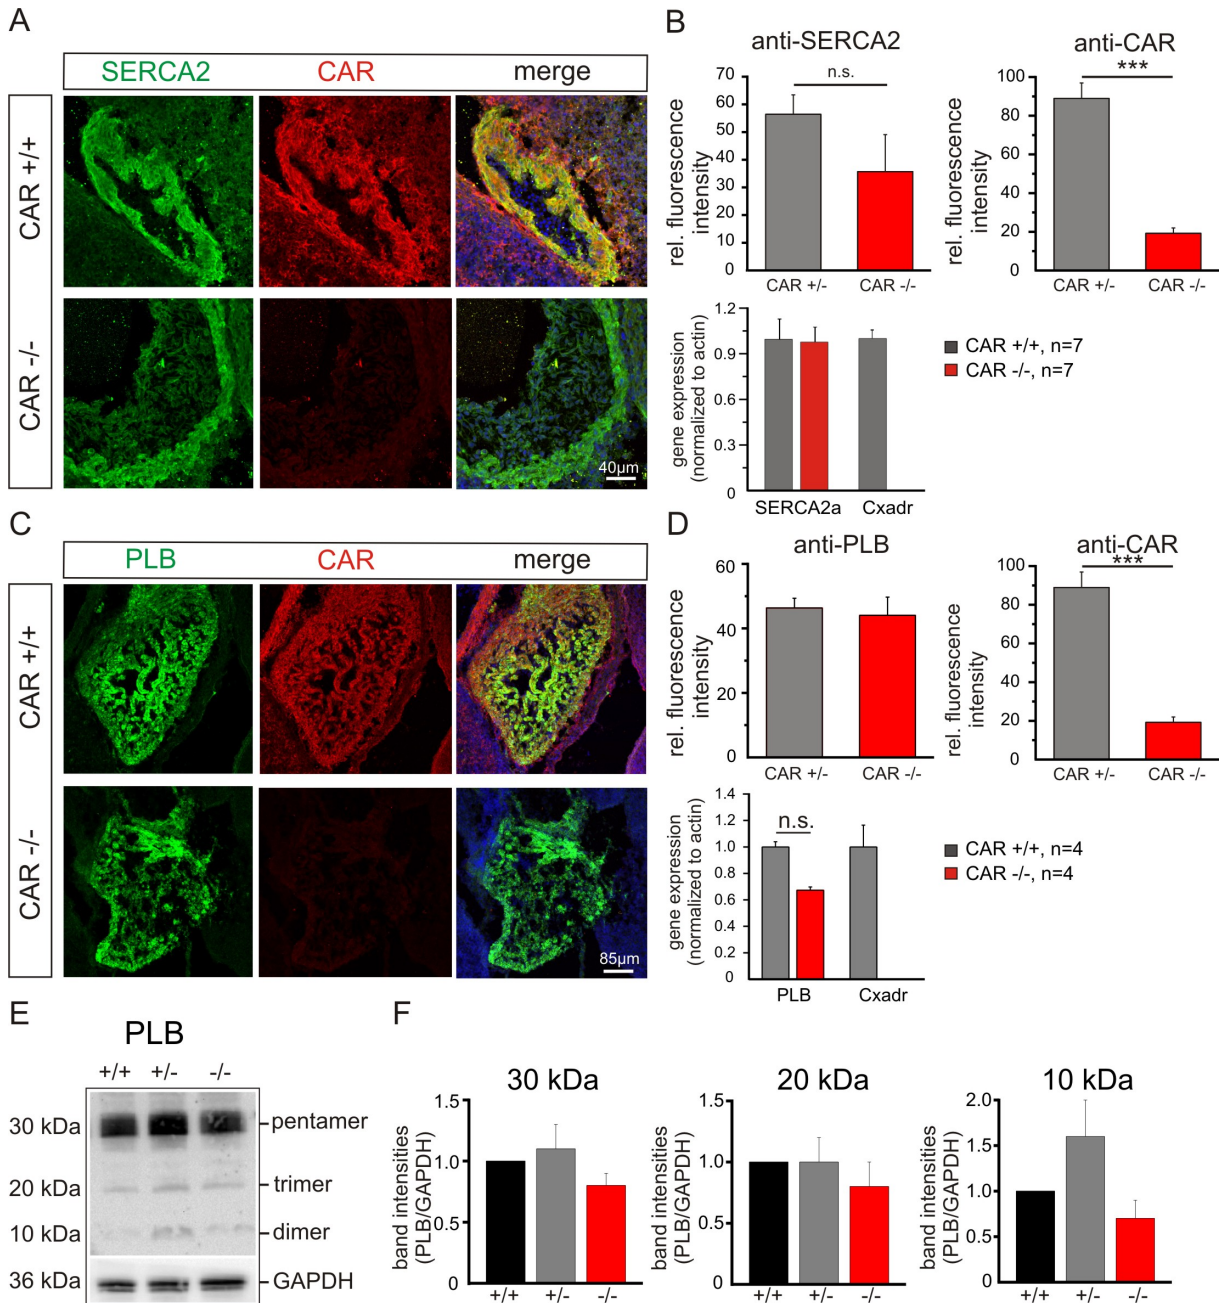 A
SERCA2 CAR merge
CAR +/+
CAR -/-
40µm
B
anti-SERCA2
rel. fluorescence
intensity
70
60
50
40
30
20
10
0
n.s.
CAR +/- CAR -/-
anti-CAR
rel. fluorescence
intensity
100
80
60
40
20
0
***
CAR +/- CAR -/-
gene expression
(normalized to actin)
1.2
0.9
0.6
0.3
0
SERCA2a Cxadr
CAR +/+, n=7
CAR -/-, n=7
C
PLB CAR merge
CAR +/+
CAR -/-
85µm
D
anti-PLB
rel. fluorescence
intensity
60
40
20
0
CAR +/- CAR -/-
anti-CAR
rel. fluorescence
intensity
100
80
60
40
20
0
***
CAR +/- CAR -/-
gene expression
(normalized to actin)
1.4
1.2
1.0
0.8
0.6
0.4
0.2
0
n.s.
PLB Cxadr
CAR +/+, n=4
CAR -/-, n=4
E
PLB
+/+ +/- -/-
30 kDa pentamer
20 kDa trimer
10 kDa dimer
36 kDa GAPDH
F
30 kDa
band intensities
(PLB/GAPDH)
1.5
1.0
0.5
0
+/+ +/- -/-
20 kDa
band intensities
(PLB/GAPDH)
1.5
1.0
0.5
0
+/+ +/- -/-
10 kDa
band intensities
(PLB/GAPDH)
2.0
1.5
1.0
0.5
0
+/+ +/- -/-